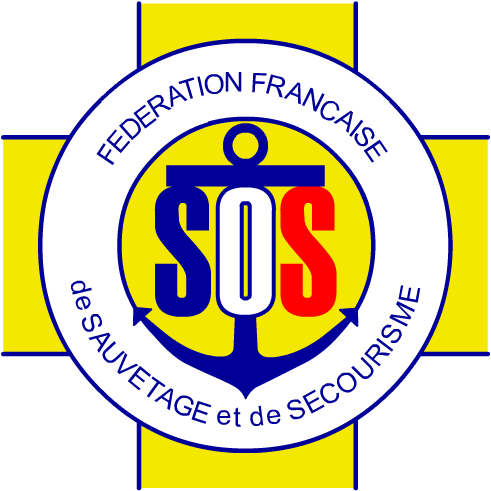 FEDERATION FRANCAISE
SOS
de SAUVETAGE et de SECOURISME